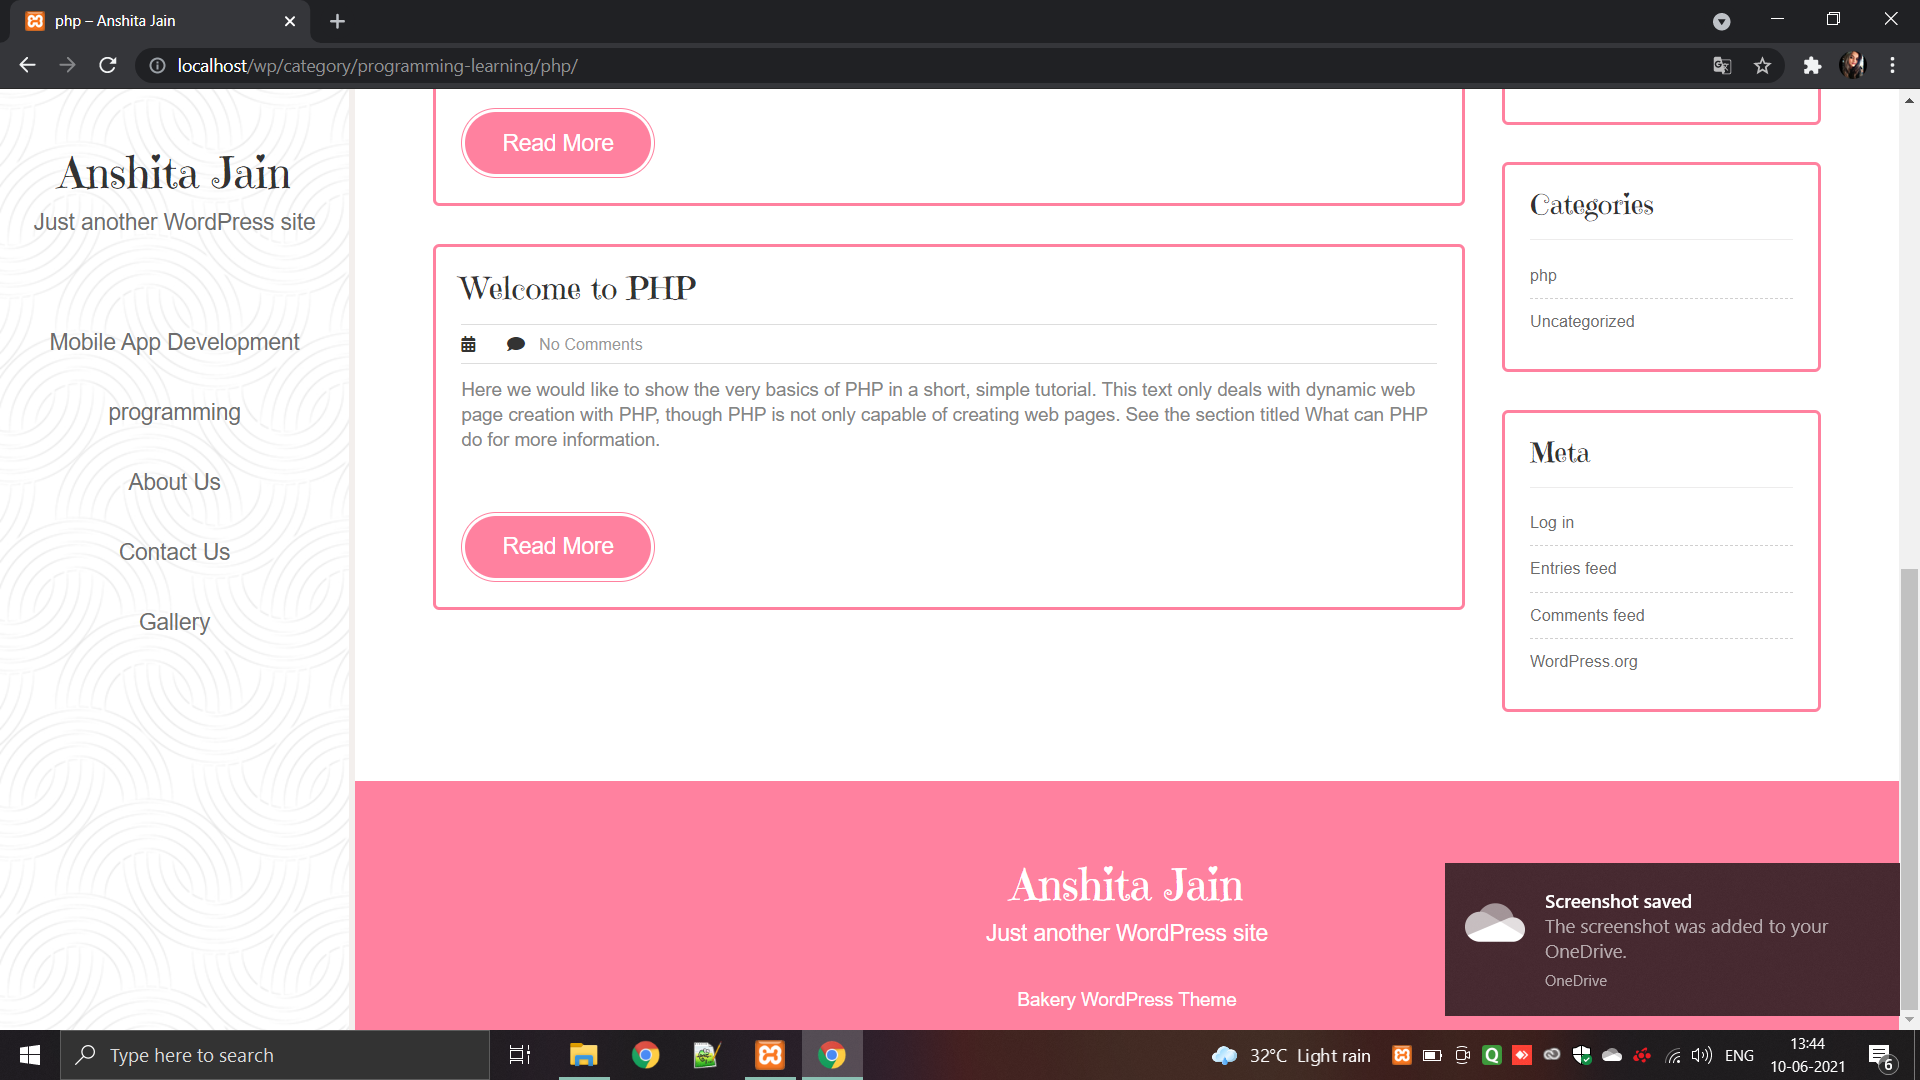 php – Anshita Jain
localhost/wp/category/programming-learning/php/
Anshita Jain
Just another WordPress site
Mobile App Development
programming
About Us
Contact Us
Gallery
Read More
Welcome to PHP
No Comments
Here we would like to show the very basics of PHP in a short, simple tutorial. This text only deals with dynamic web
page creation with PHP, though PHP is not only capable of creating web pages. See the section titled What can PHP
do for more information.
Read More
Categories
php
Uncategorized
Meta
Log in
Entries feed
Comments feed
WordPress.org
Anshita Jain
Just another WordPress site
Bakery WordPress Theme
Screenshot saved
The screenshot was added to your
OneDrive.
OneDrive
Type here to search
32°C Light rain
ENG
13:44
10-06-2021
6